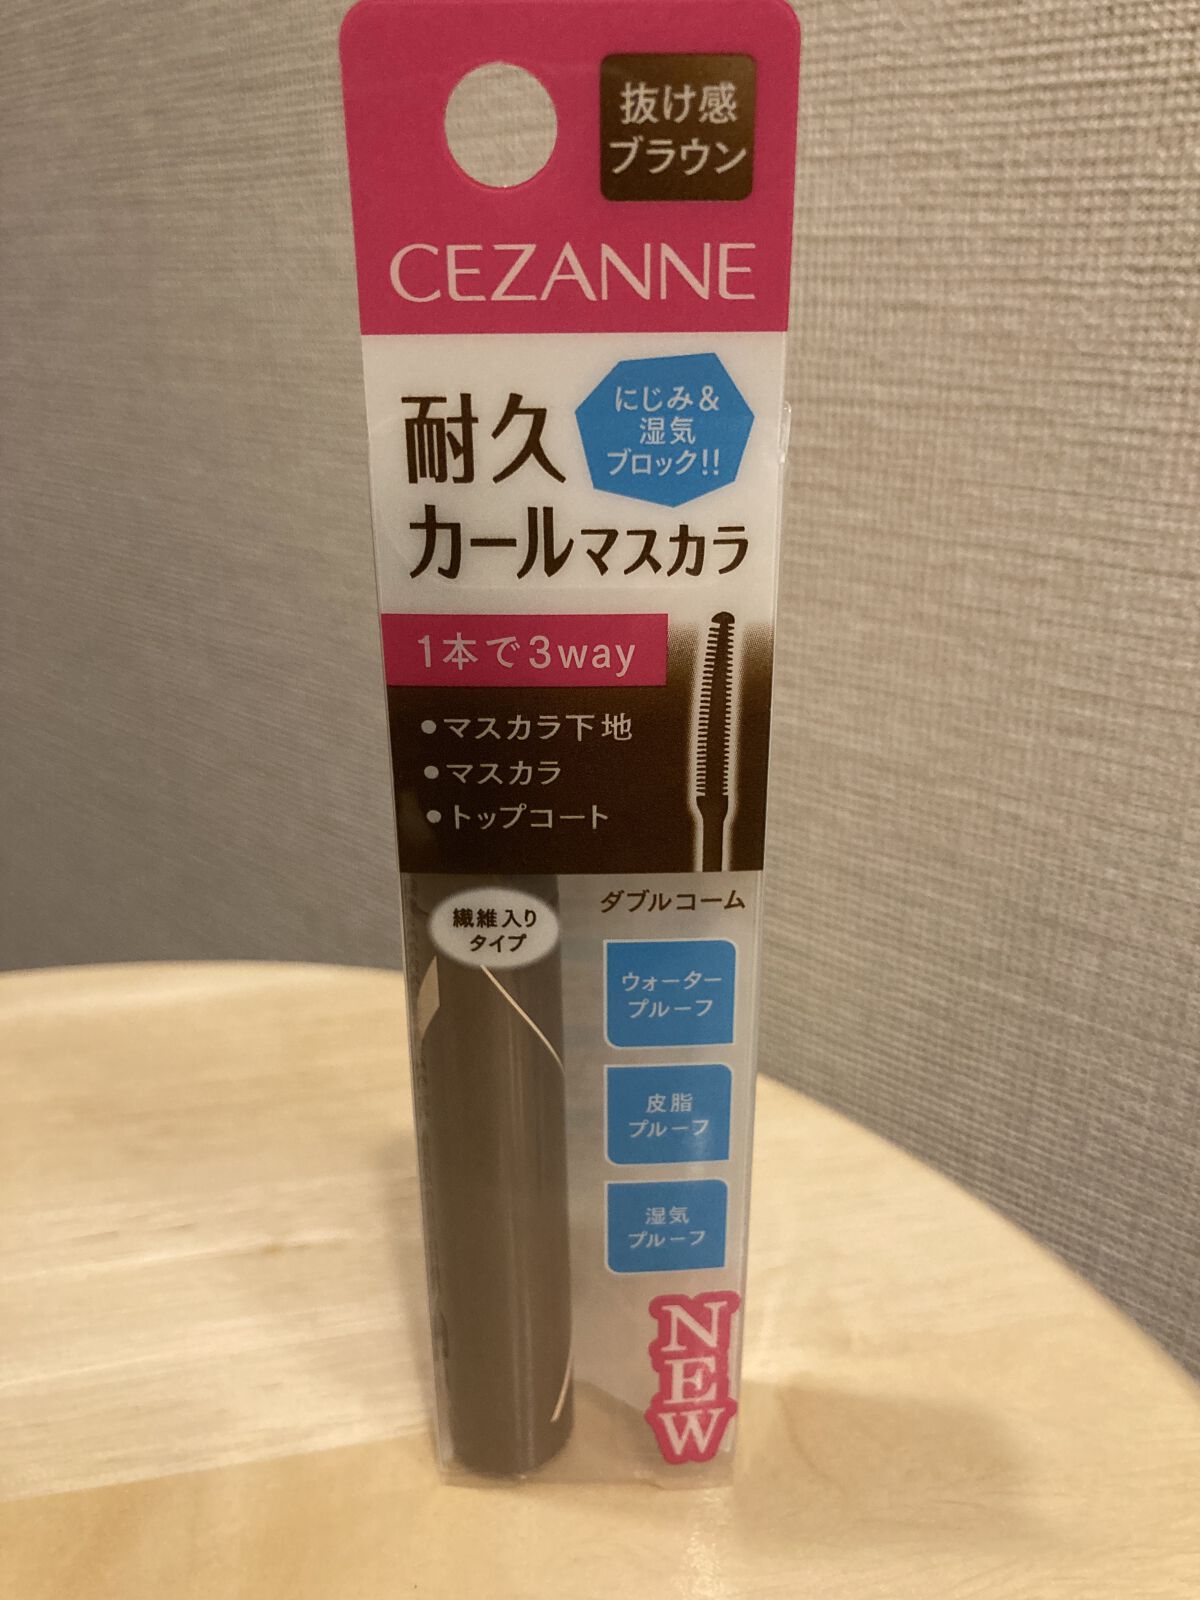 抜け感
ブラウン
CEZANNE
耐久
カールマスカラ
にじみ&
湿気
ブロック!!
1本で3way
●マスカラ下地
●マスカラ
●トップコート
ダブルコーム
繊維入り
タイプ
ウォーター
プルーフ
皮脂
プルーフ
湿気
プルーフ
NEW